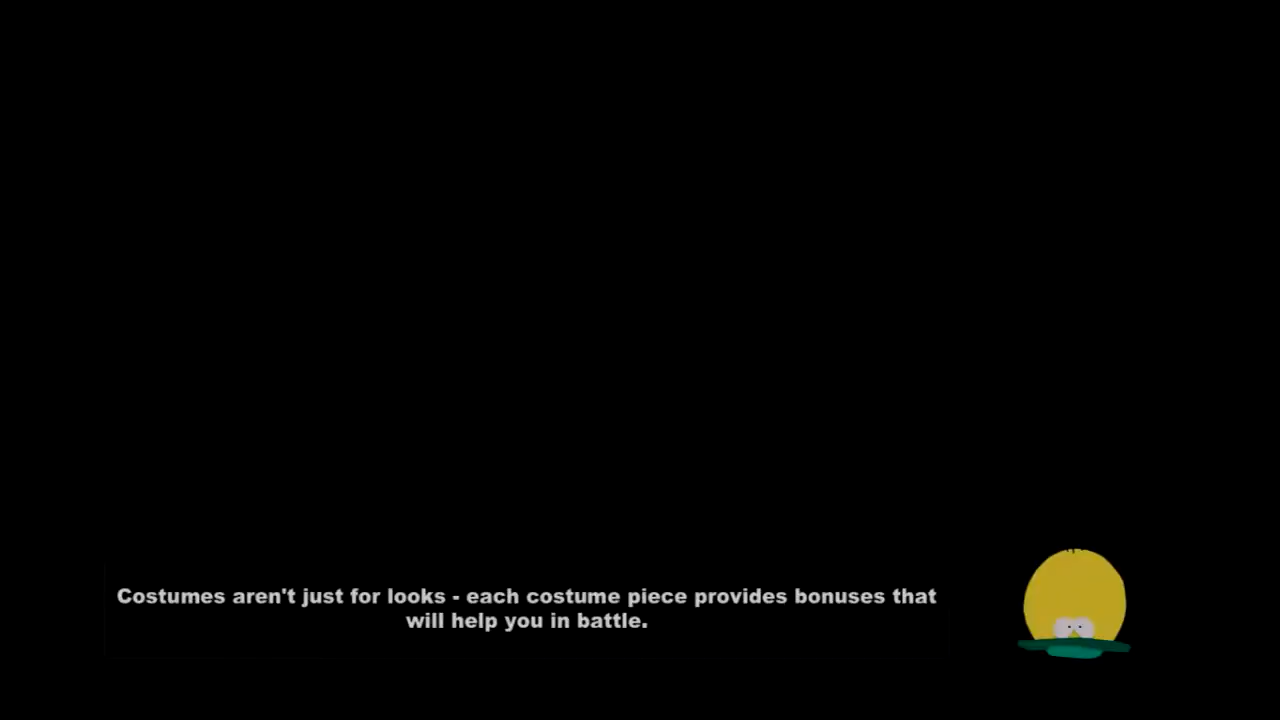 Costumes aren't just for looks - each costume piece provides bonuses that
will help you in battle.